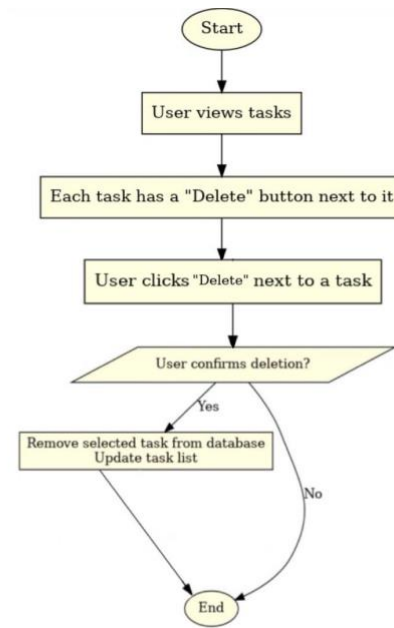 Start
User views tasks
Each task has a "Delete" button next to it
User clicks "Delete" next to a task
User confirms deletion?
Yes
Remove selected task from database
Update task list
No
End